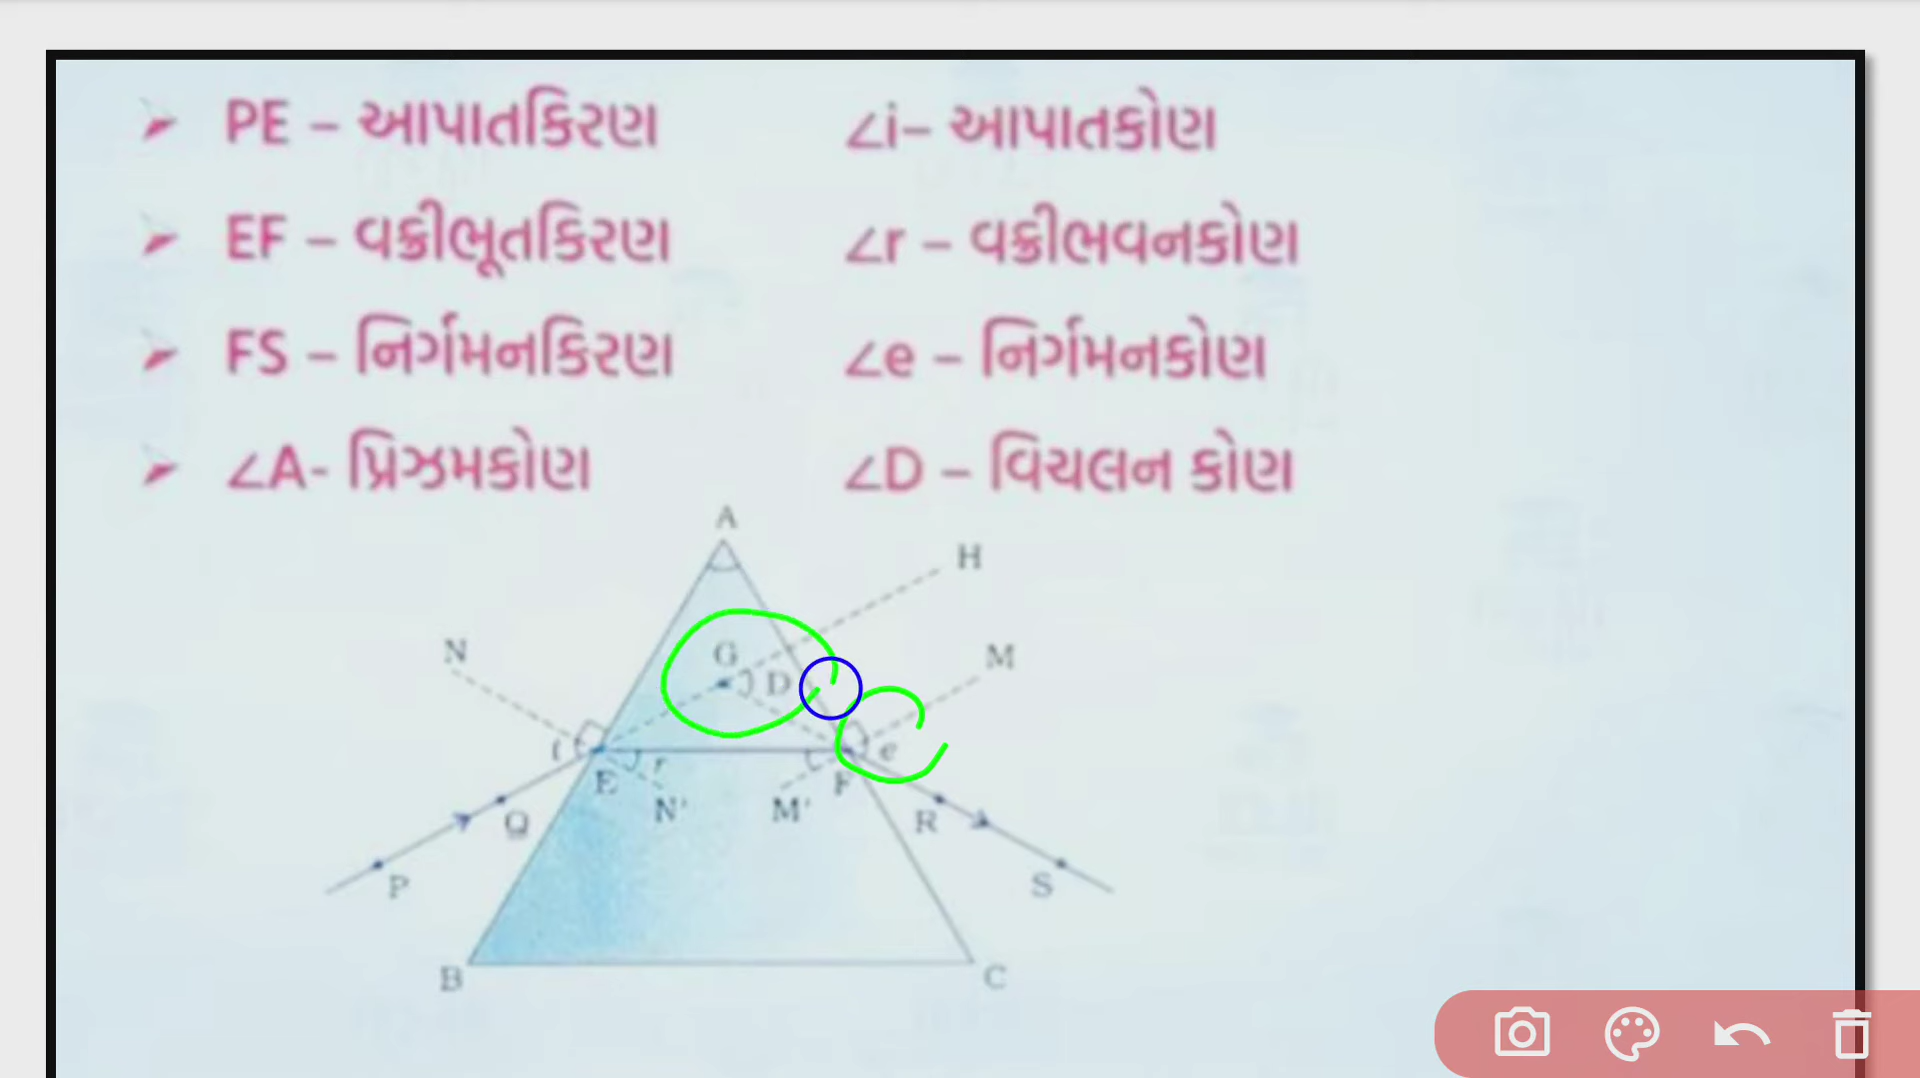 ➤ PE – આપાતકિરણ ∠i– આપાતકોણ
➤ EF – વક્રીભૂતકિરણ ∠r – વક્રીભવનકોણ
➤ FS – નિર્ગમનકિરણ ∠e – નિર્ગમનકોણ
➤ ∠A- પ્રિઝમકોણ ∠D – વિચલન કોણ
A
H
N
G
D
M
i
r
e
E
F
N'
M'
Q
R
P
S
B
C